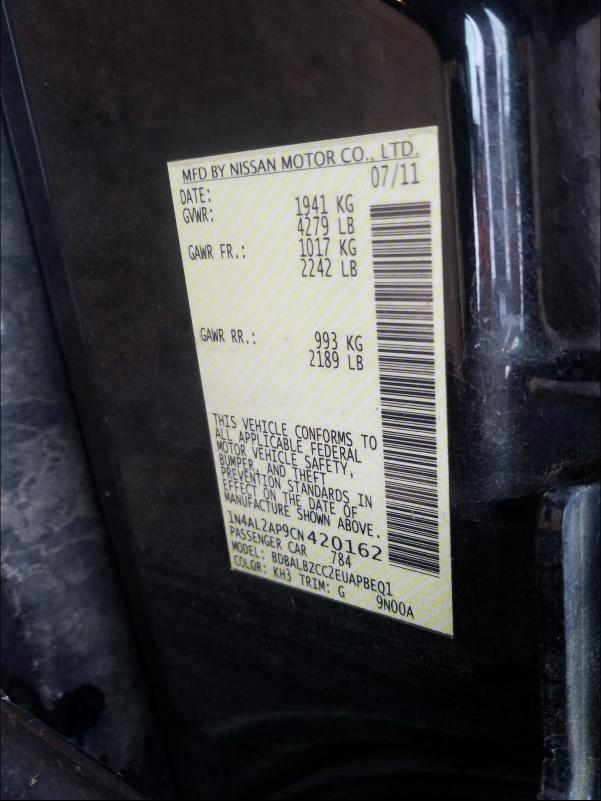 MFD BY NISSAN MOTOR CO., LTD.
DATE: 07/11
GVWR: 1941 KG
4279 LB
GAWR FR.: 1017 KG
2242 LB
GAWR RR.: 993 KG
2189 LB
THIS VEHICLE CONFORMS TO
ALL APPLICABLE FEDERAL
MOTOR VEHICLE SAFETY,
BUMPER, AND THEFT
PREVENTION STANDARDS IN
EFFECT ON THE DATE OF
MANUFACTURE SHOWN ABOVE.
1N4AL2AP9CN420162
PASSENGER CAR 784
MODEL: BDBALBZCC2EUAPBEQ1
COLOR: KH3 TRIM: G 9N00A